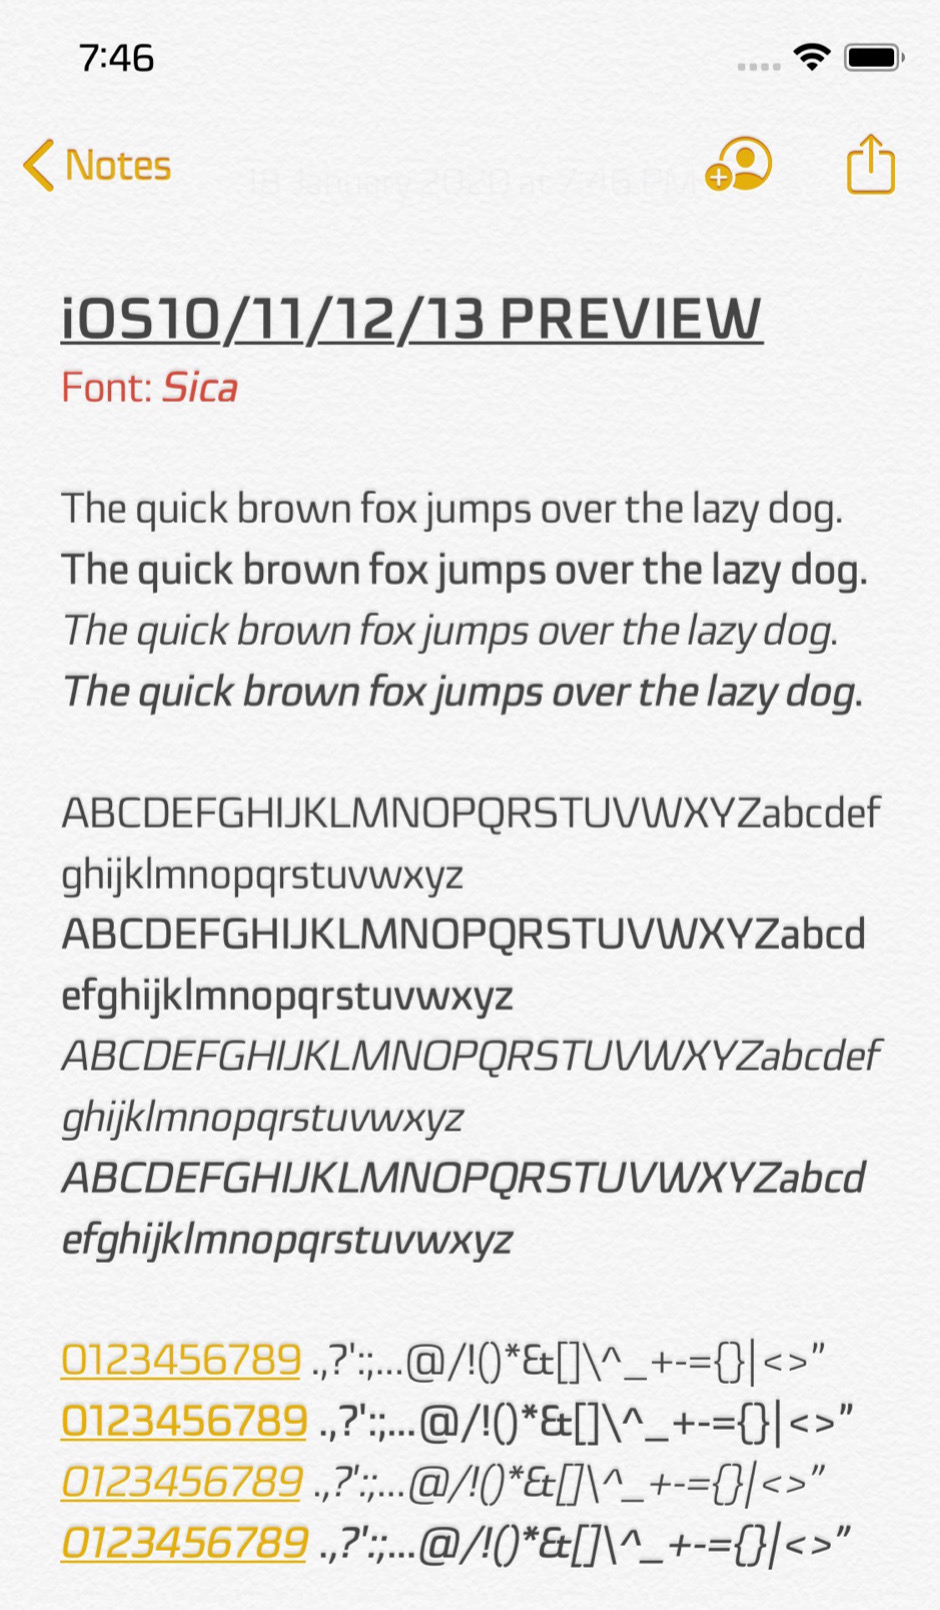 7:46
Notes
iOS10/11/12/13 PREVIEW
Font: Sica
The quick brown fox jumps over the lazy dog.
The quick brown fox jumps over the lazy dog.
The quick brown fox jumps over the lazy dog.
The quick brown fox jumps over the lazy dog.
ABCDEFGHIJKLMNOPQRSTUVWXYZabcdef
ghijklmnopqrstuvwxyz
ABCDEFGHIJKLMNOPQRSTUVWXYZabcd
efghijklmnopqrstuvwxyz
ABCDEFGHIJKLMNOPQRSTUVWXYZabcdef
ghijklmnopqrstuvwxyz
ABCDEFGHIJKLMNOPQRSTUVWXYZabcd
efghijklmnopqrstuvwxyz
0123456789 .,?':;...@/!()*&[]\^_+-={}|<>”
0123456789 .,?':;...@/!()*&[]\^_+-={}|<>”
0123456789 .,?':;...@/!()*&[]\^_+-={}|<>”
0123456789 .,?':;...@/!()*&[]\^_+-={}|<>”